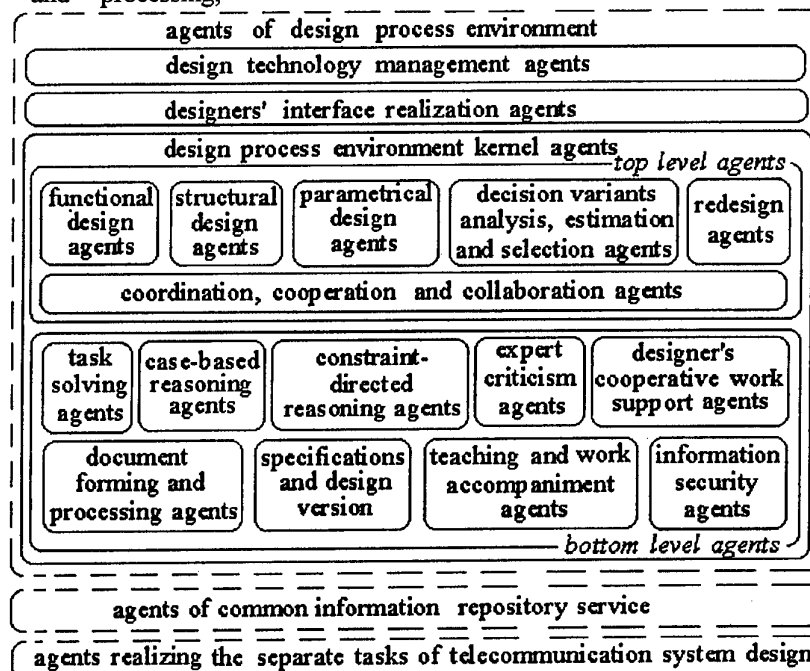 and processing,
agents of design process environment
design technology management agents
designers' interface realization agents
design process environment kernel agents
top level agents
functional
design
agents
structural
design
agents
parametrical
design
agents
decision variants
analysis, estimation
and selection agents
redesign
agents
coordination, cooperation and collaboration agents
task
solving
agents
case-based
reasoning
agents
constraint-
directed
reasoning agents
expert
criticism
agents
designer's
cooperative work
support agents
document
forming and
processing agents
specifications
and design
version
teaching and work
accompaniment
agents
information
security
agents
bottom level agents
agents of common information repository service
agents realizing the separate tasks of telecommunication system design